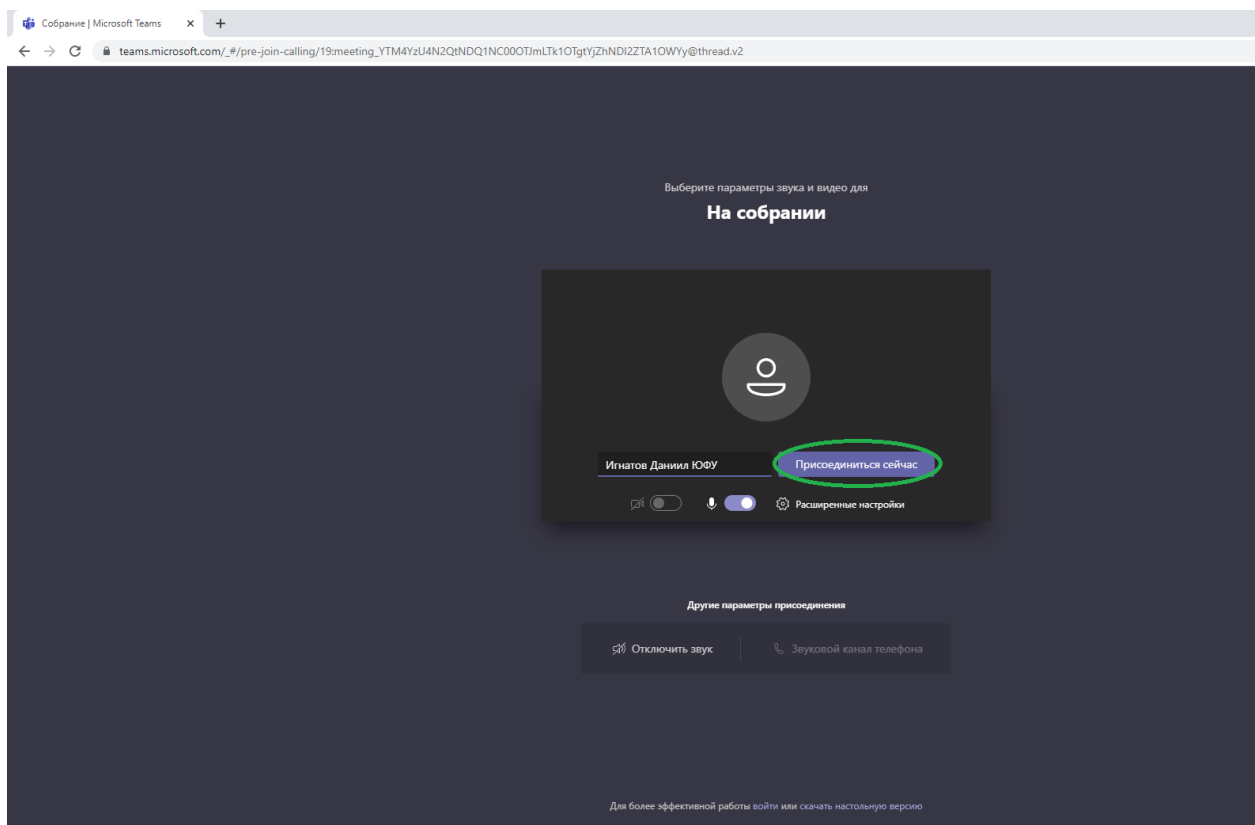 Собрание | Microsoft Teams
teams.microsoft.com/_#/pre-join-calling/19:meeting_YTM4YzU4N2QtNDQ1NC00OTJmLTk1OTgtYjZhNDI2ZTA1OWYy@thread.v2
Выберите параметры звука и видео для
На собрании
Игнатов Даниил ЮФУ
Присоединиться сейчас
Расширенные настройки
Другие параметры присоединения
Отключить звук
Звуковой канал телефона
Для более эффективной работы войти или скачать настольную версию